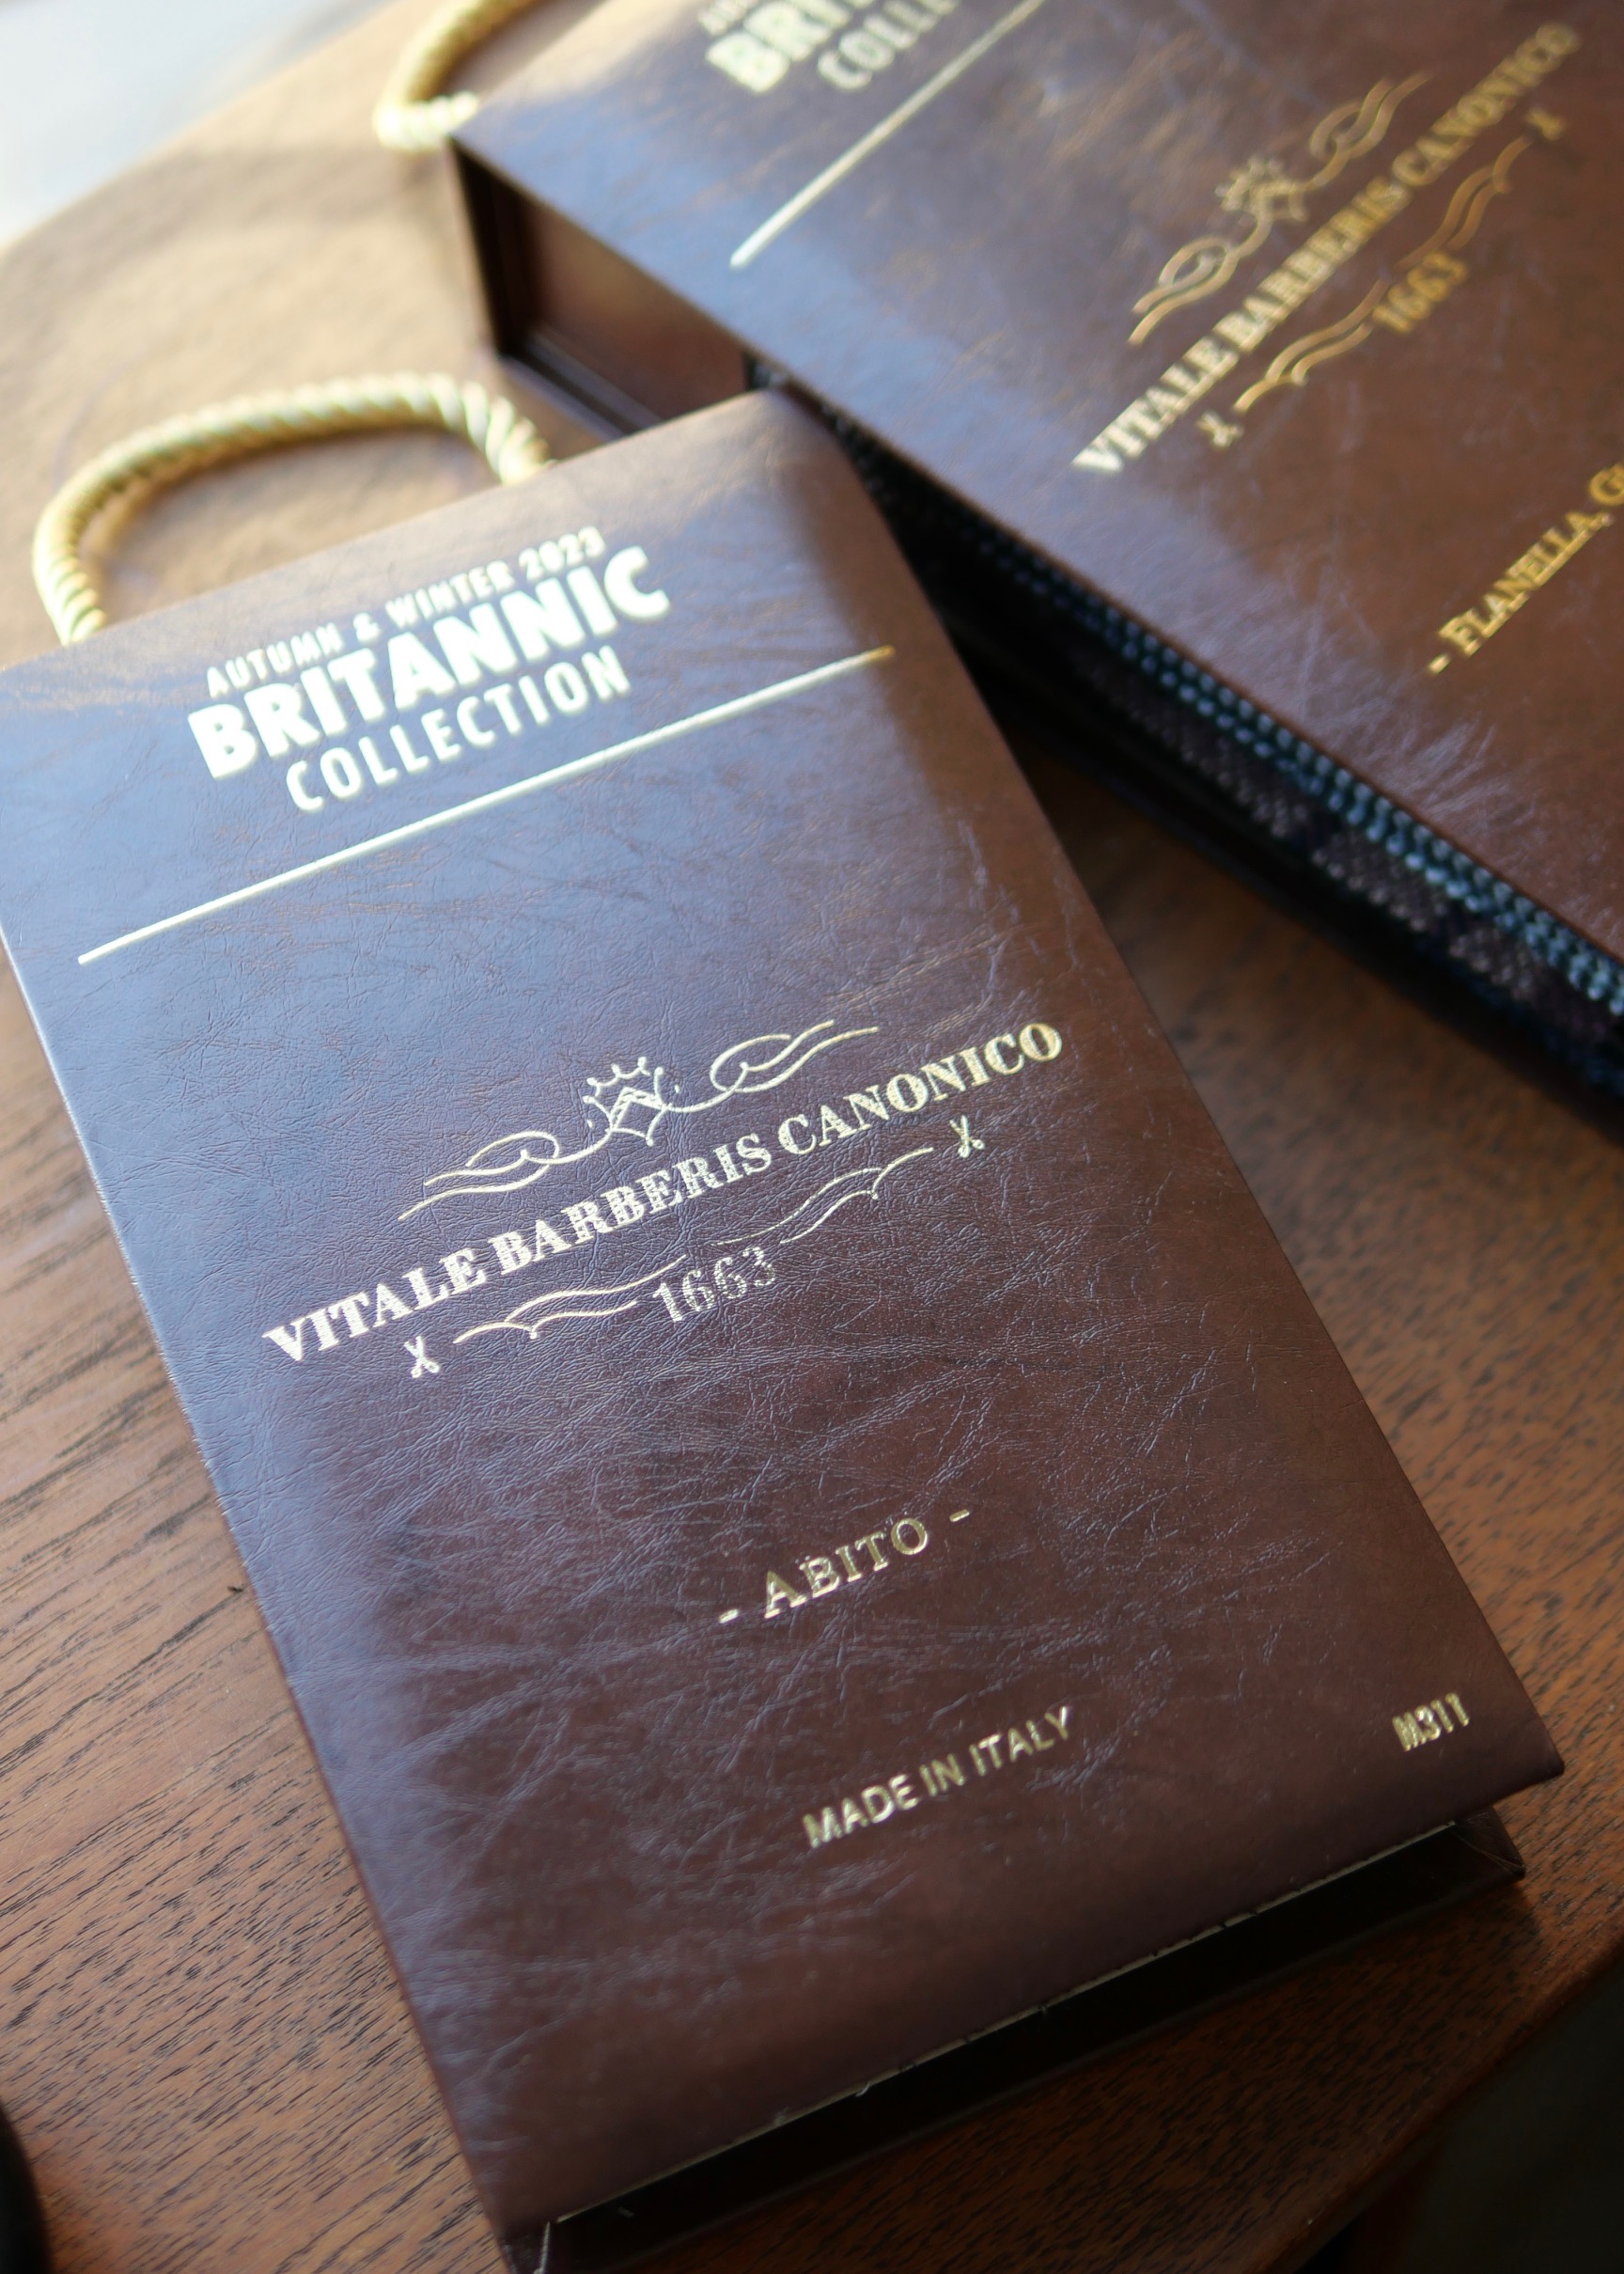 AUTUMN & WINTER 2023
BRITANNIC
COLLECTION
VITALE BARBERIS CANONICO
1663
- ABITO -
MADE IN ITALY
M311
VITALE BARBERIS CANONICO
1663
- FLANELLA,